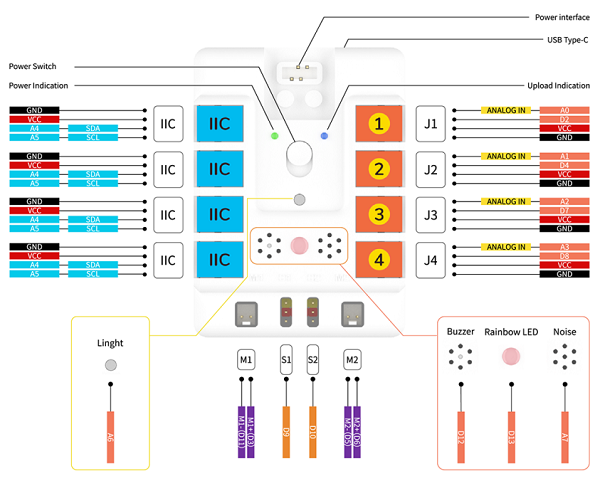 Power interface
USB Type-C
Power Switch
Power Indication
Upload Indication
GND
VCC
A4 SDA
A5 SCL
IIC
IIC
1
J1
ANALOG IN A0
D2
VCC
GND
GND
VCC
A4 SDA
A5 SCL
IIC
IIC
2
J2
ANALOG IN A1
D4
VCC
GND
GND
VCC
A4 SDA
A5 SCL
IIC
IIC
3
J3
ANALOG IN A2
D7
VCC
GND
GND
VCC
A4 SDA
A5 SCL
IIC
IIC
4
J4
ANALOG IN A3
D8
VCC
GND
Linght
A6
M1
S1
S2
M2
M1-(D11)
M1+(D3)
D9
D10
M2-(D5)
M2+(D6)
Buzzer
Rainbow LED
Noise
D12
D13
A7